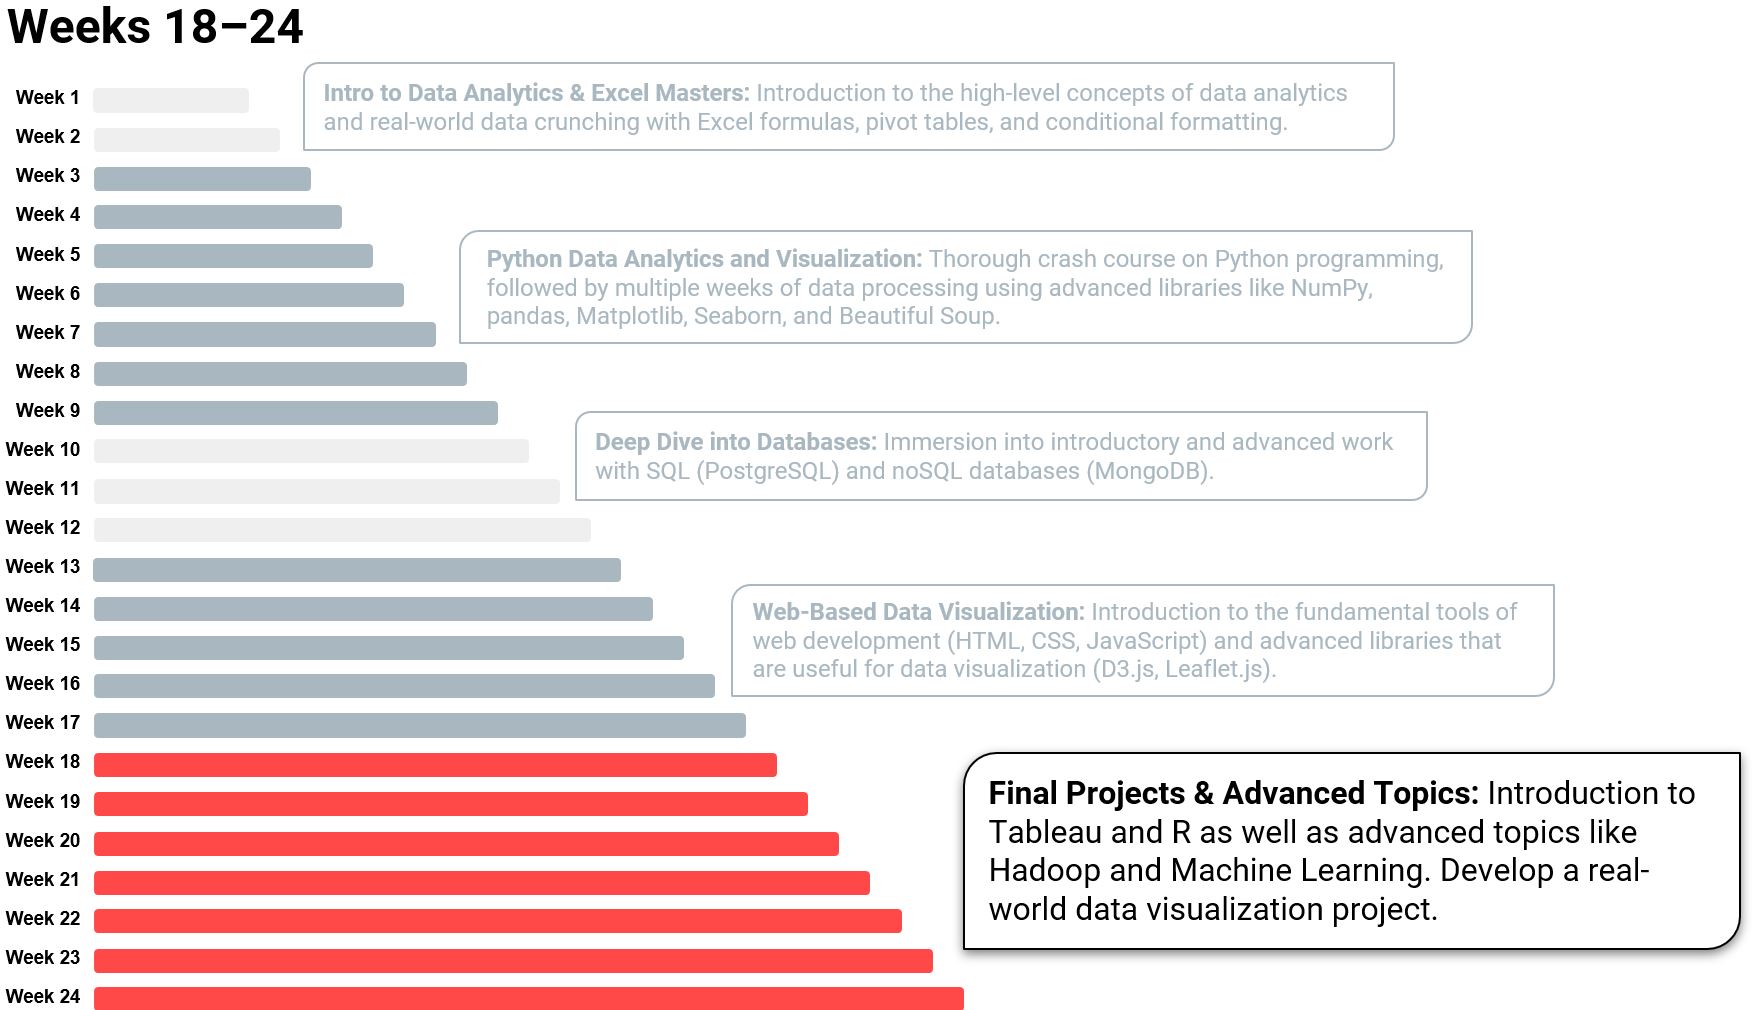 Weeks 18–24
Week 1
Intro to Data Analytics & Excel Masters: Introduction to the high-level concepts of data analytics
and real-world data crunching with Excel formulas, pivot tables, and conditional formatting.
Week 2
Week 3
Week 4
Week 5
Python Data Analytics and Visualization: Thorough crash course on Python programming,
followed by multiple weeks of data processing using advanced libraries like NumPy,
pandas, Matplotlib, Seaborn, and Beautiful Soup.
Week 6
Week 7
Week 8
Week 9
Week 10
Deep Dive into Databases: Immersion into introductory and advanced work
with SQL (PostgreSQL) and noSQL databases (MongoDB).
Week 11
Week 12
Week 13
Week 14
Web-Based Data Visualization: Introduction to the fundamental tools of
web development (HTML, CSS, JavaScript) and advanced libraries that
are useful for data visualization (D3.js, Leaflet.js).
Week 15
Week 16
Week 17
Week 18
Week 19
Final Projects & Advanced Topics: Introduction to
Tableau and R as well as advanced topics like
Hadoop and Machine Learning. Develop a real-
world data visualization project.
Week 20
Week 21
Week 22
Week 23
Week 24